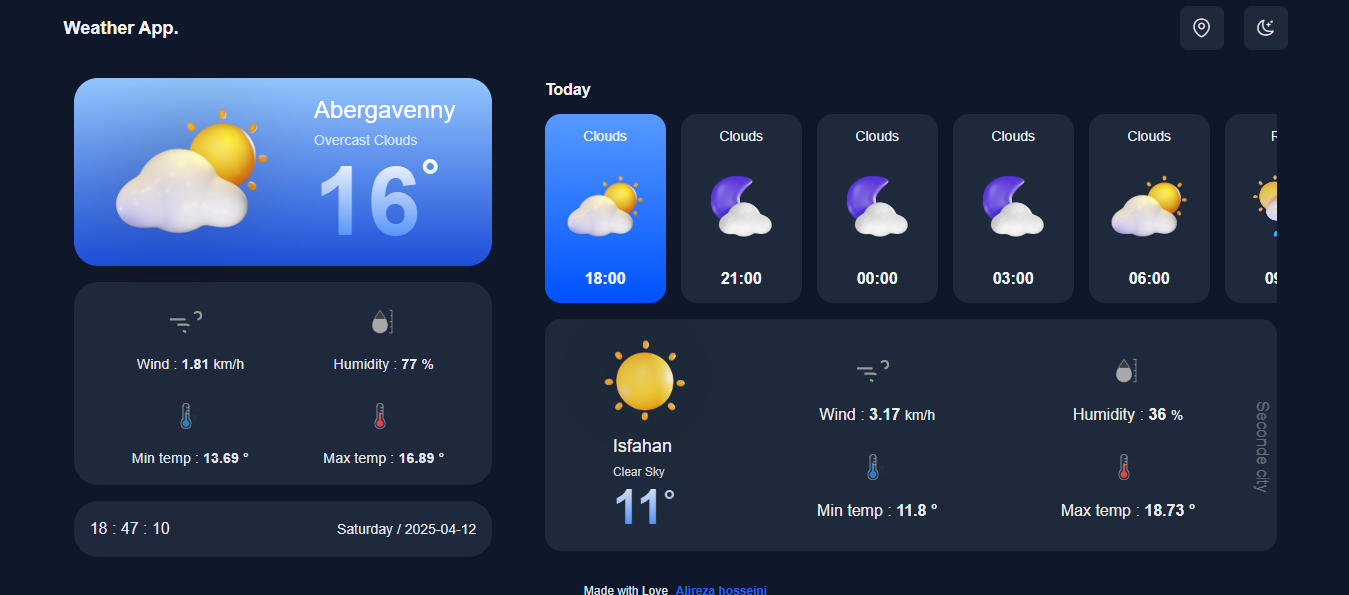 Weather App.
Abergavenny
Overcast Clouds
16°
Wind : 1.81 km/h
Humidity : 77 %
Min temp : 13.69 °
Max temp : 16.89 °
18 : 47 : 10
Saturday / 2025-04-12
Today
Clouds
18:00
Clouds
21:00
Clouds
00:00
Clouds
03:00
Clouds
06:00
Isfahan
Clear Sky
11°
Wind : 3.17 km/h
Humidity : 36 %
Min temp : 11.8 °
Max temp : 18.73 °
Seconde city
Made with Love Alireza hosseini